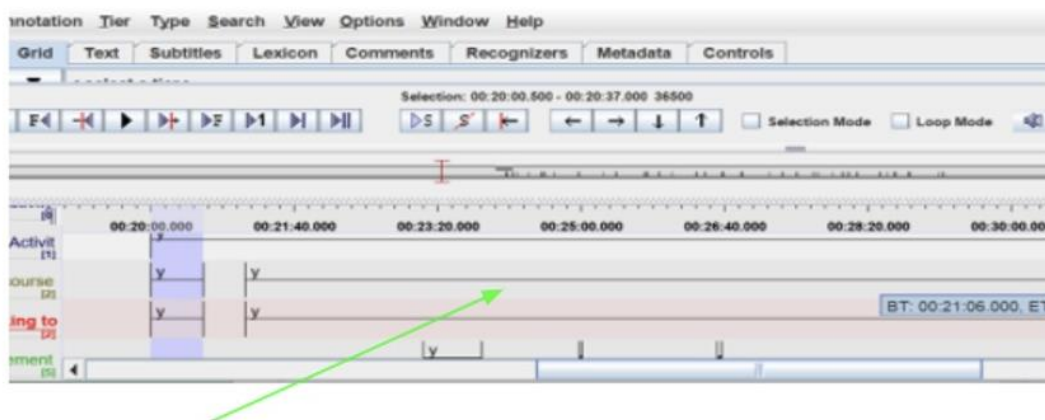 nnotation Tier Type Search View Options Window Help
Grid Text Subtitles Lexicon Comments Recognizers Metadata Controls
Selection: 00:20:00.500 - 00:20:37.000 36500
F 1 F S S Selection Mode Loop Mode
00:20:00.000 00:21:40.000 00:23:20.000 00:25:00.000 00:26:40.000 00:28:20.000 00:30:00.00
Activit
[1]
y
ourse
[2]
y y
ing to
[2]
y y
BT: 00:21:06.000, ET
ement
[5]
y